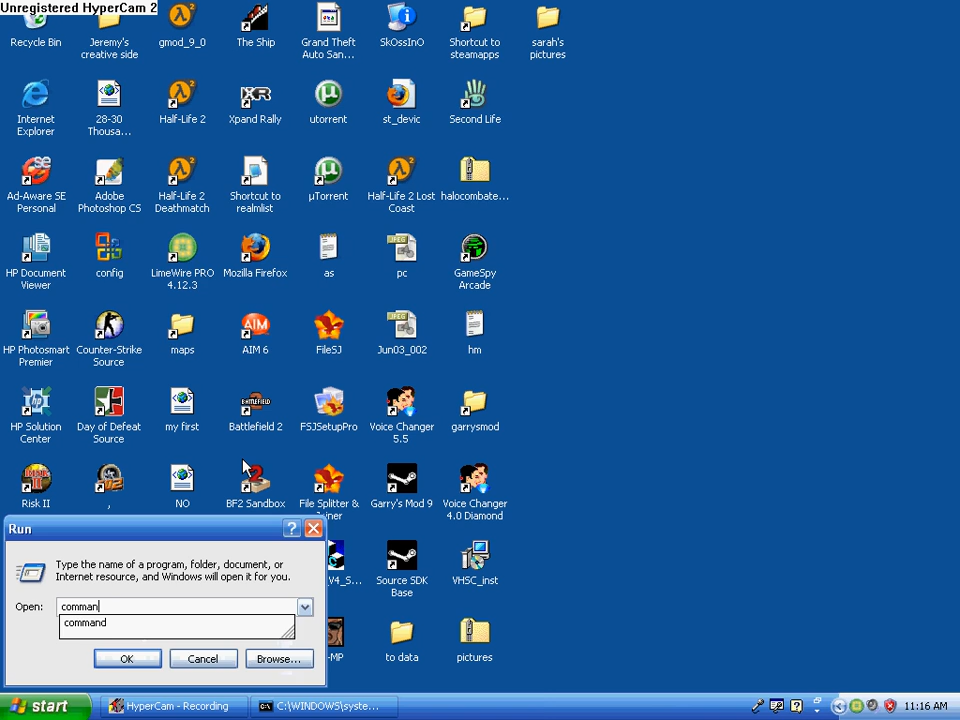 Unregistered HyperCam 2
Recycle Bin
Jeremy's
creative side
gmod_9_0
The Ship
Grand Theft
Auto San...
SkOssInO
Shortcut to
steamapps
sarah's
pictures
Internet
Explorer
28-30
Thousa...
Half-Life 2
Xpand Rally
utorrent
st_devic
Second Life
Ad-Aware SE
Personal
Adobe
Photoshop CS
Half-Life 2
Deathmatch
Shortcut to
realmlist
µTorrent
Half-Life 2 Lost
Coast
halocombate...
HP Document
Viewer
config
LimeWire PRO
4.12.3
Mozilla Firefox
as
pc
GameSpy
Arcade
HP Photosmart
Premier
Counter-Strike
Source
maps
AIM 6
FileSJ
Jun03_002
hm
HP Solution
Center
Day of Defeat
Source
my first
Battlefield 2
FSJSetupPro
Voice Changer
5.5
garrysmod
Risk II
,
NO
BF2 Sandbox
File Splitter &
Garry's Mod 9
Voice Changer
4.0 Diamond
Run
Type the name of a program, folder, document, or
Internet resource, and Windows will open it for you.
Open:
comman
command
OK
Cancel
Browse...
_V4_S...
Source SDK
Base
VHSC_inst
-MP
to data
pictures
start
HyperCam - Recording
C:\WINDOWS\syste...
11:16 AM